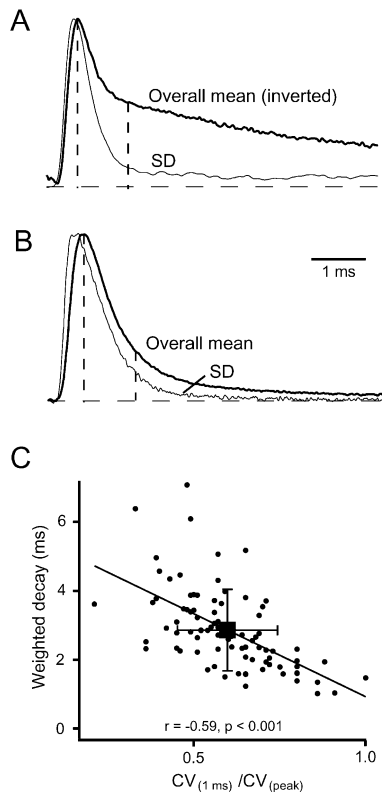 A
Overall mean (inverted)
SD
B
1 ms
Overall mean
SD
C
Weighted decay (ms)
6
4
2
0
r = -0.59, p < 0.001
0.5
1.0
CV(1 ms) /CV(peak)